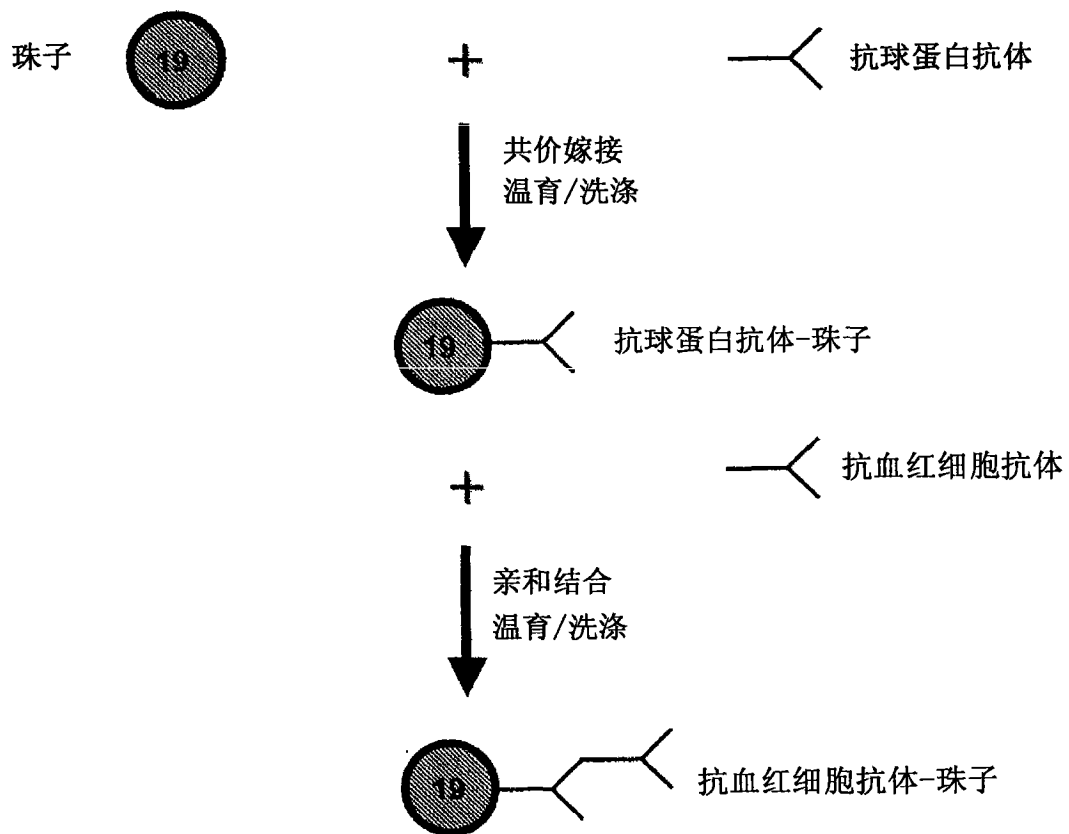 珠子
19
+
抗球蛋白抗体
共价嫁接
温育/洗涤
19
抗球蛋白抗体-珠子
+
抗血红细胞抗体
亲和结合
温育/洗涤
19
抗血红细胞抗体-珠子